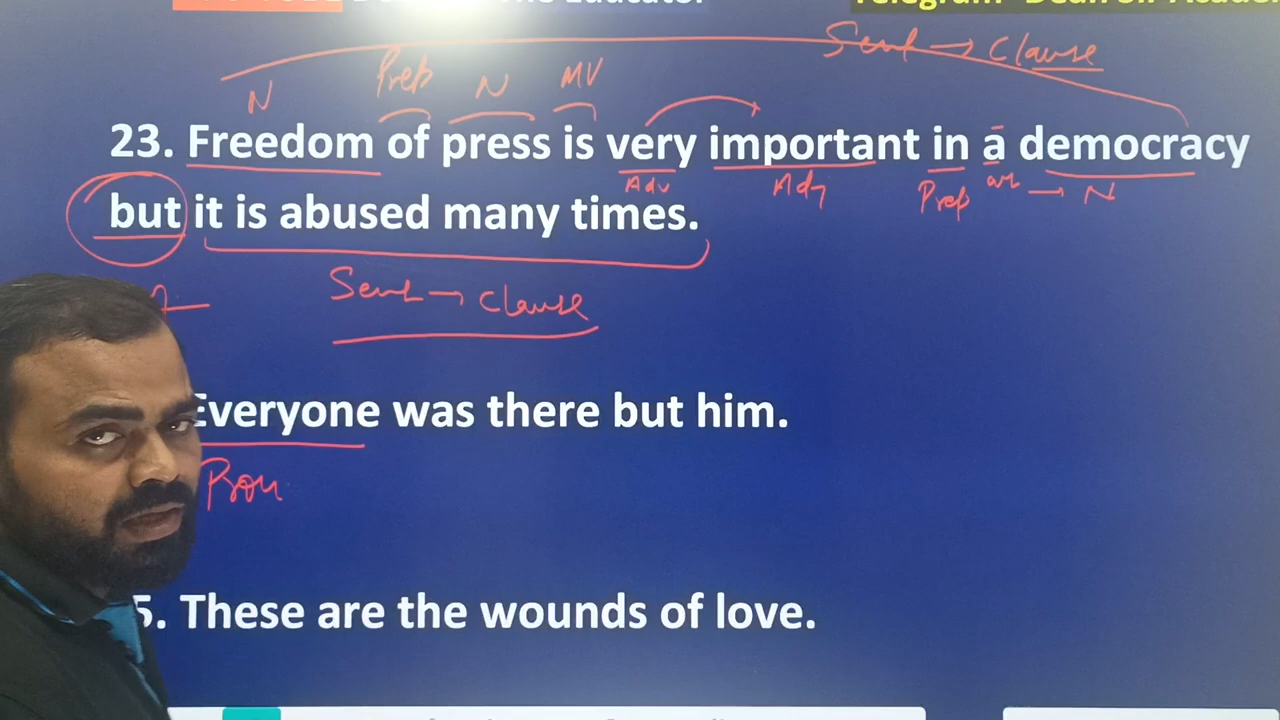 Sent → Clause
N Prep N MV
23. Freedom of press is very important in a democracy
Adv Adj Prep art → N
but it is abused many times.
Sent → Clause
Everyone was there but him.
Pron
5. These are the wounds of love.